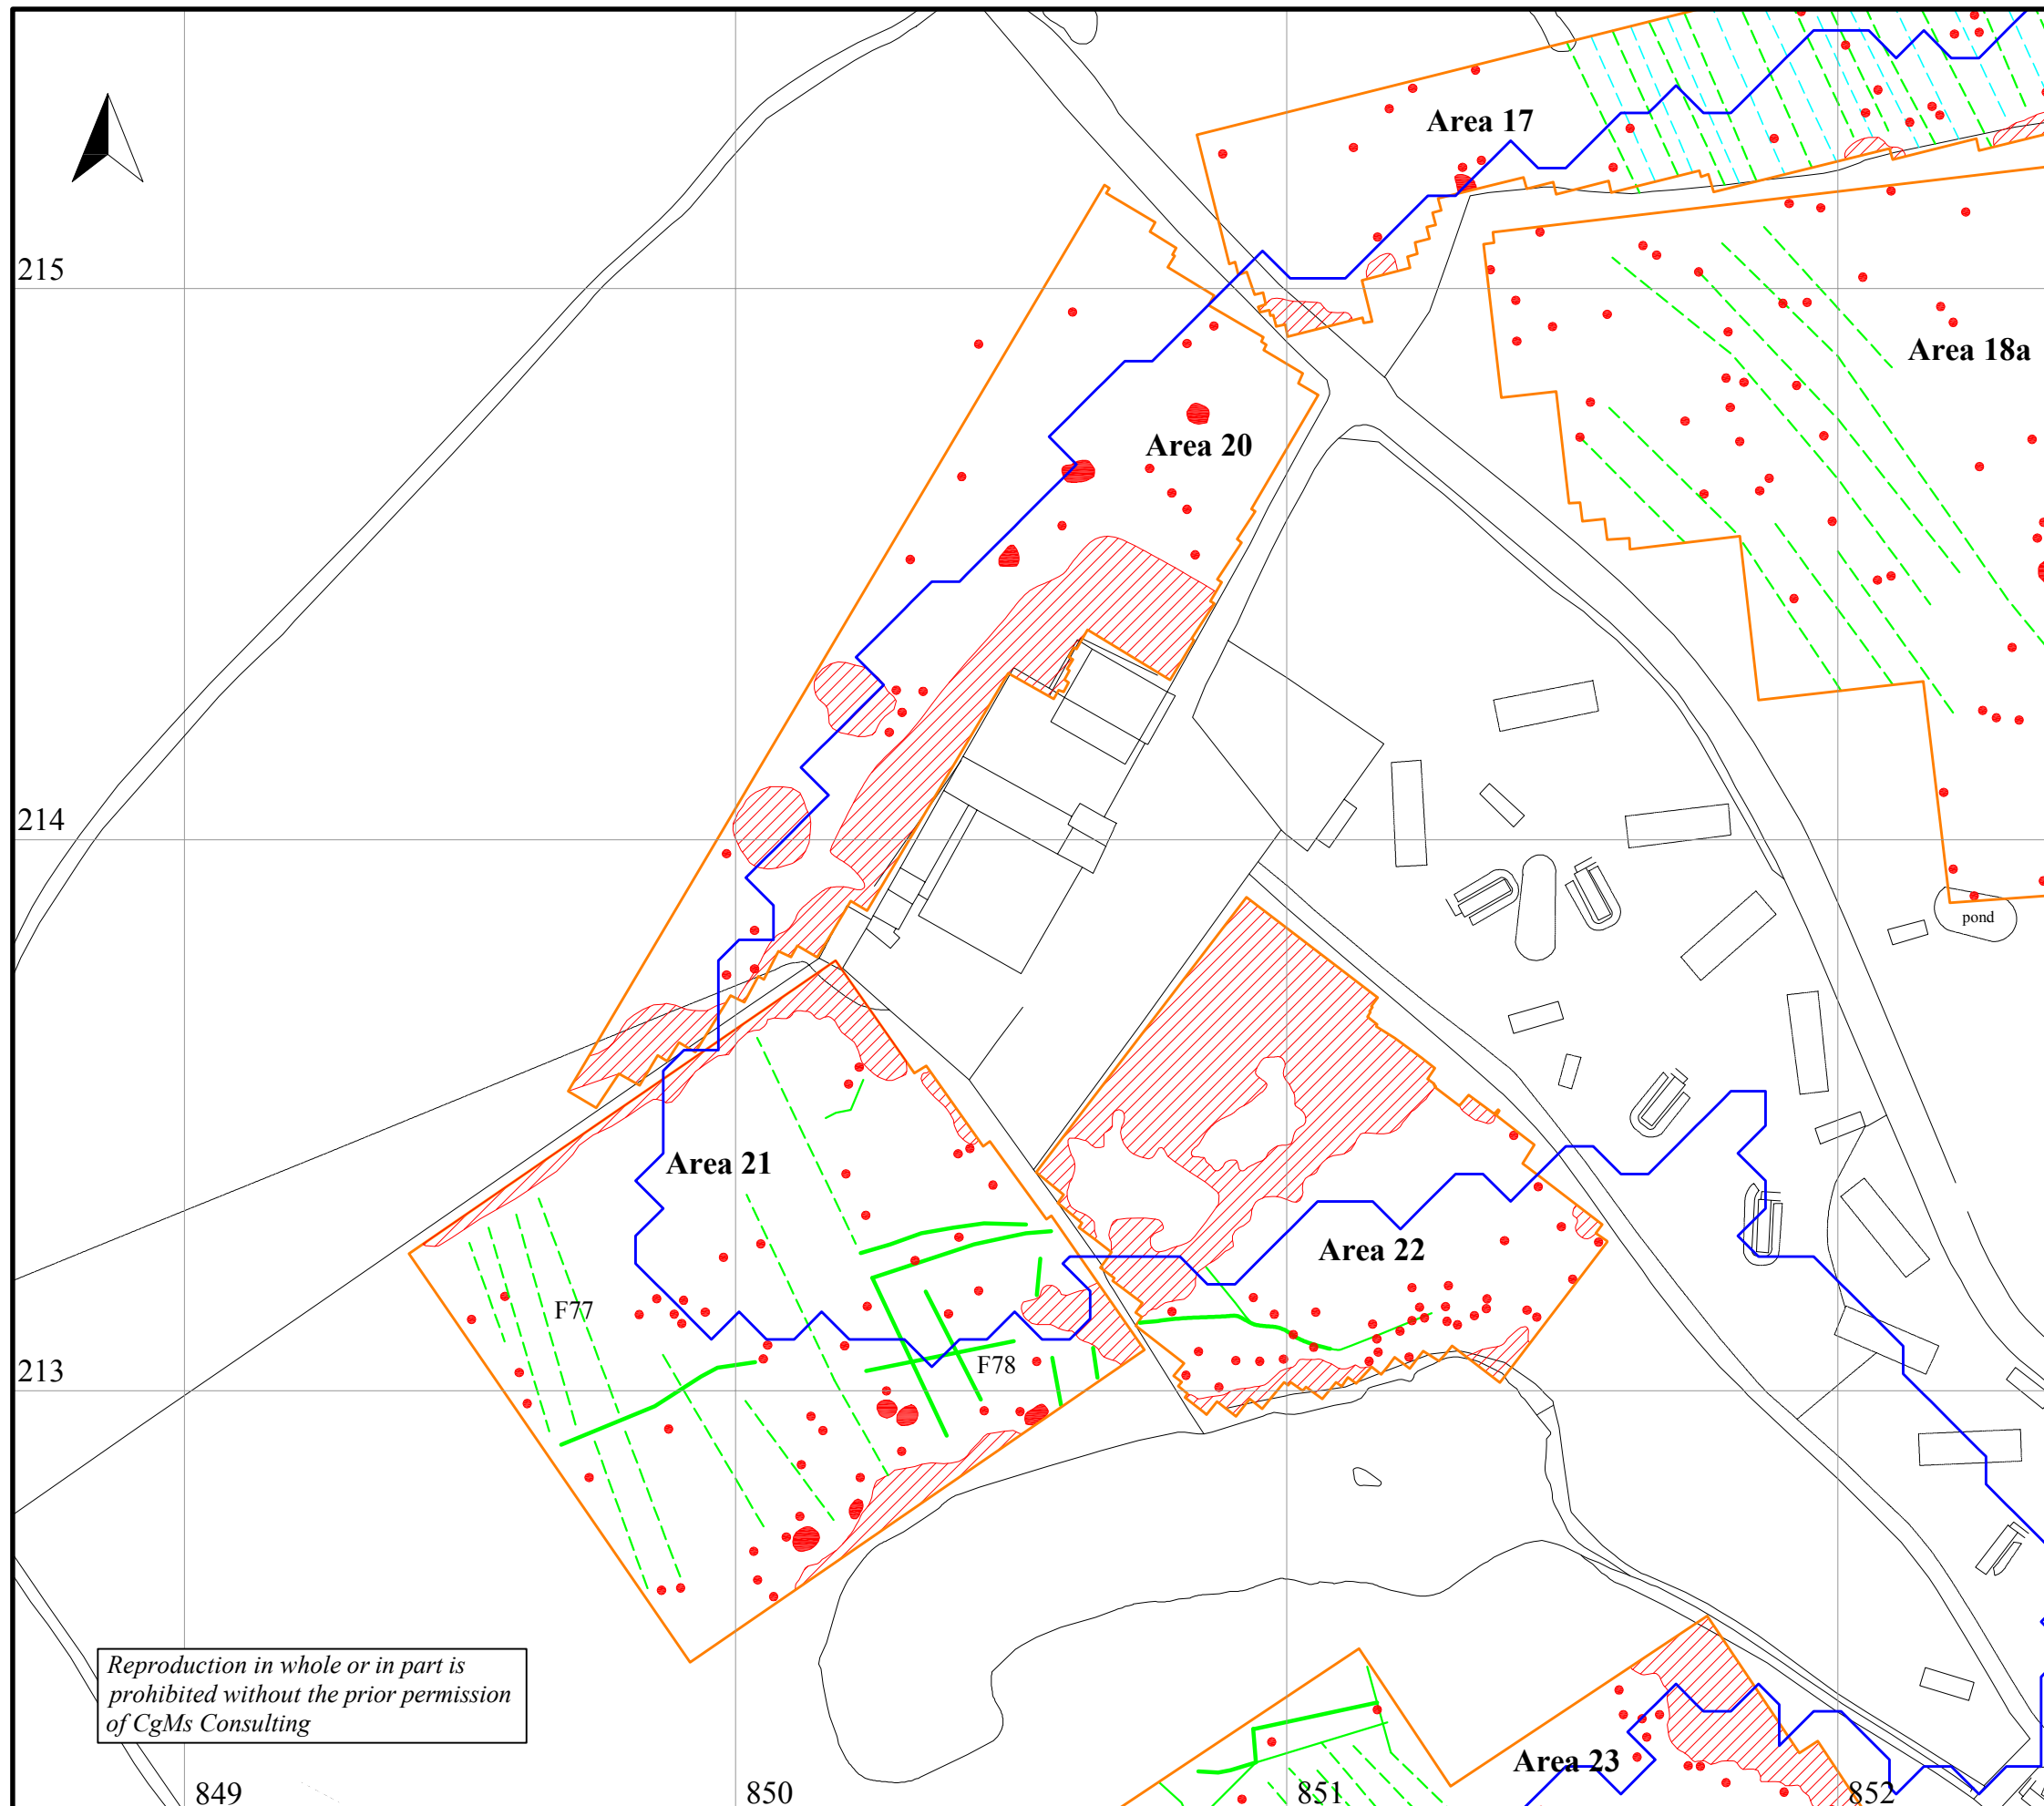 Area 17
215
Area 18a
Area 20
214
pond
Area 21
Area 22
F77
F78
213
Reproduction in whole or in part is
prohibited without the prior permission
of CgMs Consulting
Area 23
849
850
851
852